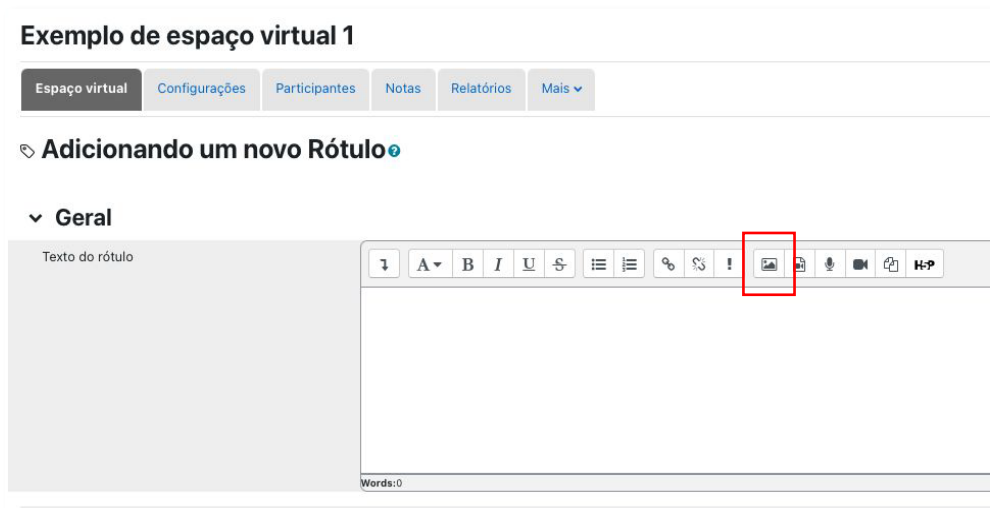 Exemplo de espaço virtual 1
Espaço virtual Configurações Participantes Notas Relatórios Mais
Adicionando um novo Rótulo
Geral
Texto do rótulo
A B I U S H-P
Words:0